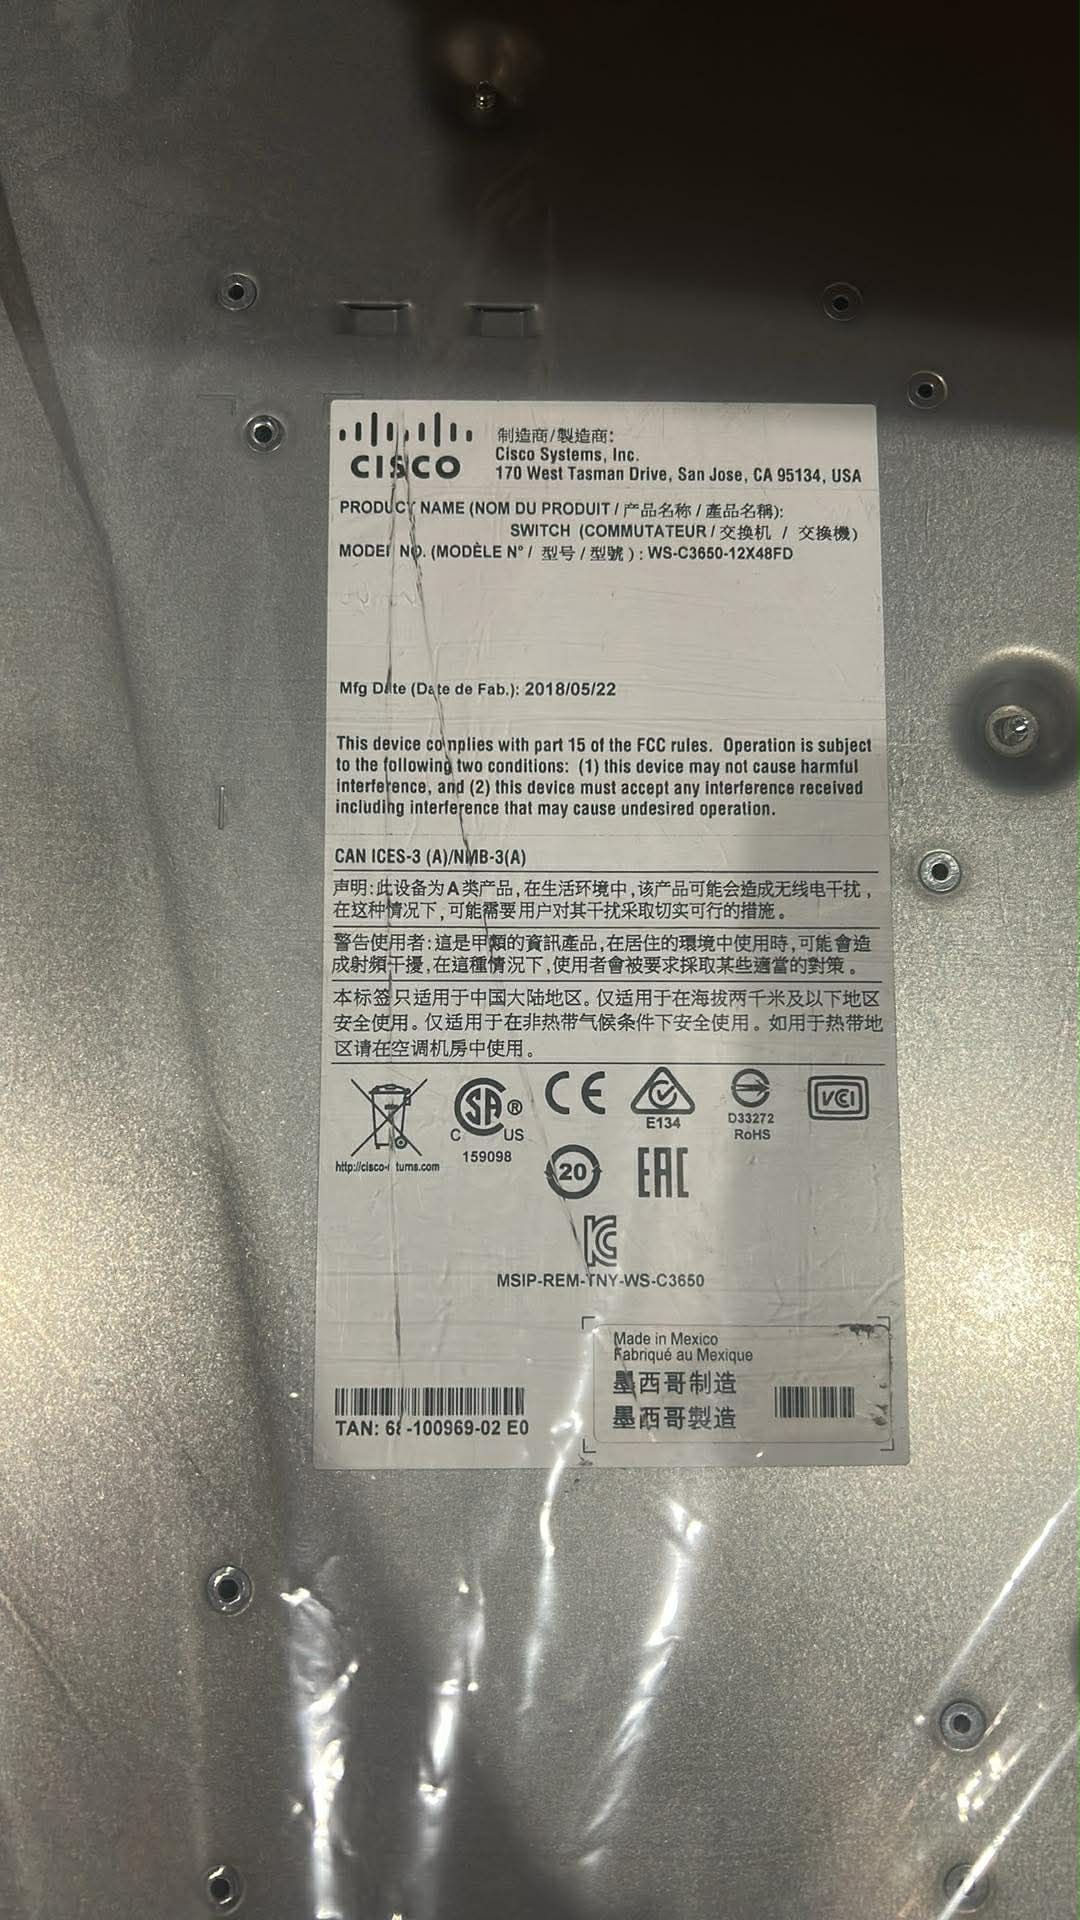 CISCO
制造商/製造商:
Cisco Systems, Inc.
170 West Tasman Drive, San Jose, CA 95134, USA
PRODUCT NAME (NOM DU PRODUIT / 产品名称 / 產品名稱):
SWITCH (COMMUTATEUR / 交换机 / 交換機)
MODEL NO. (MODÈLE N° / 型号 / 型號 ) : WS-C3650-12X48FD
Mfg Date (Date de Fab.): 2018/05/22
This device complies with part 15 of the FCC rules. Operation is subject
to the following two conditions: (1) this device may not cause harmful
interference, and (2) this device must accept any interference received
including interference that may cause undesired operation.
CAN ICES-3 (A)/NMB-3(A)
声明:此设备为A类产品,在生活环境中,该产品可能会造成无线电干扰,
在这种情况下,可能需要用户对其干扰采取切实可行的措施。
警告使用者:這是甲類的資訊產品,在居住的環境中使用時,可能會造
成射頻干擾,在這種情況下,使用者會被要求採取某些適當的對策。
本标签只适用于中国大陆地区。仅适用于在海拔两千米及以下地区
安全使用。仅适用于在非热带气候条件下安全使用。如用于热带地
区请在空调机房中使用。
http://cisco-returns.com
C SA ® US
159098
CE
E134
D33272
RoHS
VCI
20
EAC
KC
MSIP-REM-TNY-WS-C3650
Made in Mexico
Fabriqué au Mexique
墨西哥制造
墨西哥製造
TAN: 68-100969-02 E0